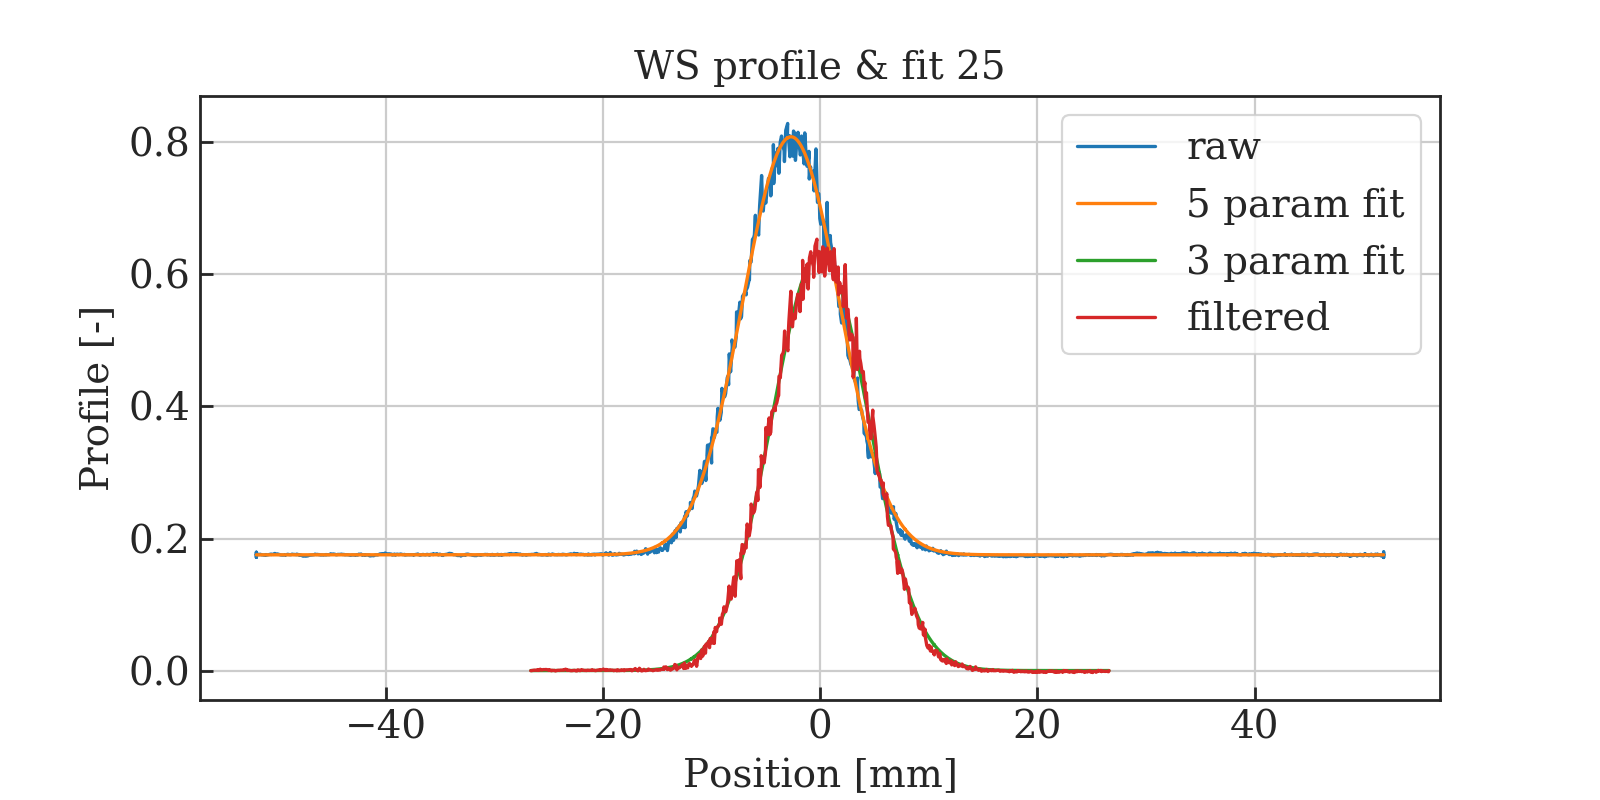 WS profile & fit 25
0.8
0.6
0.4
0.2
0.0
Profile [-]
raw
5 param fit
3 param fit
filtered
−40
−20
0
20
40
Position [mm]